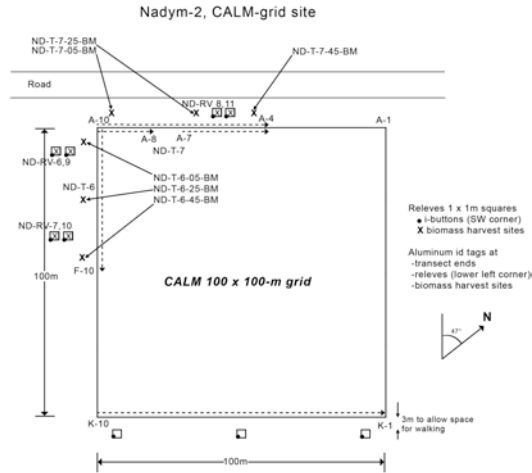 Nadym-2, CALM-grid site
ND-T-7-25-BM
ND-T-7-05-BM
ND-T-7-45-BM
Road
ND-RV 8,11
X
X
X
X
X
A-10
A-4
A-1
A-8
A-7
ND-RV-6,9
X
X
X
ND-T-7
ND-T-6-05-BM
ND-T-6
X
ND-T-6-25-BM
ND-T-6-45-BM
ND-RV-7,10
X
X
X
F-10
100m
CALM 100 x 100-m grid
Releves 1 x 1m squares
i-buttons (SW corner)
X biomass harvest sites
Aluminum id tags at
-transect ends
-releves (lower left corner)
-biomass harvest sites
N
47°
K-10
K-1
3m to allow space
for walking
100m